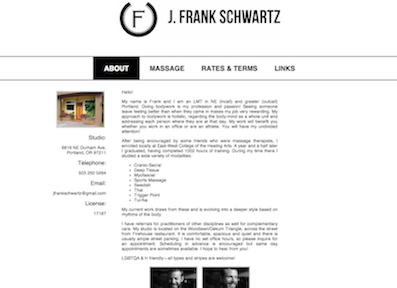 F
J. FRANK SCHWARTZ
ABOUT MASSAGE RATES & TERMS LINKS
Hello!
My name is Frank and I am an LMT in NE (incall) and greater (outcall)
Portland. Doing bodywork is my profession and passion! Seeing someone
leave feeling better than when they came in makes my job very rewarding. My
approach to bodywork is holistic, regarding the body-mind as a whole unit and
addressing each person where they are at that day. My work will benefit you
whether you work in an office or are an athlete. You will have my undivided
attention!
After being encouraged by some friends who were massage therapists, I
enrolled locally at East-West College of the Healing Arts. A year and a half later
I graduated, having completed 1002 hours of training. During my time there I
studied a wide variety of modalities:
Cranio-Sacral
Deep Tissue
Myofascial
Sports Massage
Swedish
Thai
Trigger Point
Tui-Na
My current work draws from these and is evolving into a deeper style based on
rhythms of the body.
I have referrals for practitioners of other disciplines as well for complementary
care. My studio is located on the Woodlawn/Dekum Triangle, across the street
from Firehouse restaurant. It is comfortable, spacious and quiet and there is
usually ample street parking. I have no set office hours, so please inquire for
an appointment. Scheduling in advance is encouraged but same day
appointments are sometimes available. I hope to hear from you!
LGBTQA & H friendly—all types and stripes are welcome!
Studio:
6816 NE Durham Ave.
Portland, OR 97211
Telephone:
503 250 0284
Email:
jfrankschwartz@gmail.com
License:
17187